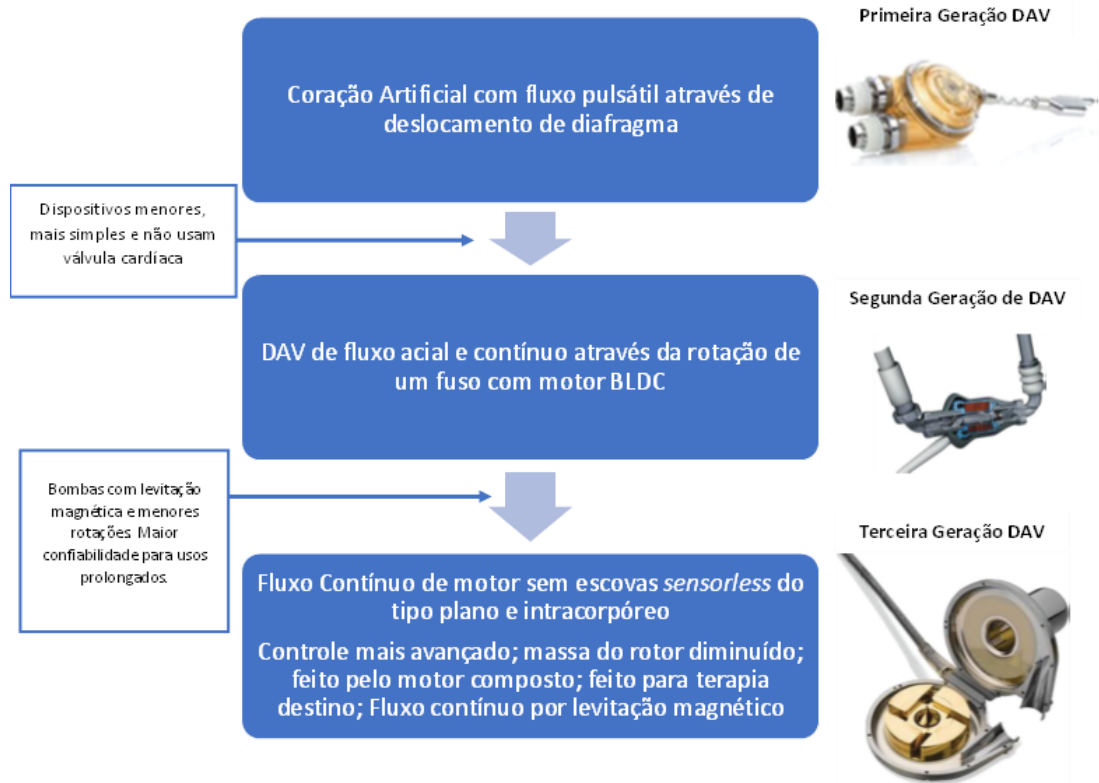 Primeira Geração DAV
Coração Artificial com fluxo pulsátil através de
deslocamento de diafragma
Dispositivos menores,
mais simples e não usam
válvula cardíaca
Segunda Geração de DAV
DAV de fluxo acial e contínuo através da rotação de
um fuso com motor BLDC
Bombas com levitação
magnética e menores
rotações. Maior
confiabilidade para usos
prolongados.
Terceira Geração DAV
Fluxo Contínuo de motor sem escovas sensorless do
tipo plano e intracorpóreo
Controle mais avançado; massa do rotor diminuído;
feito pelo motor composto; feito para terapia
destino; Fluxo contínuo por levitação magnético